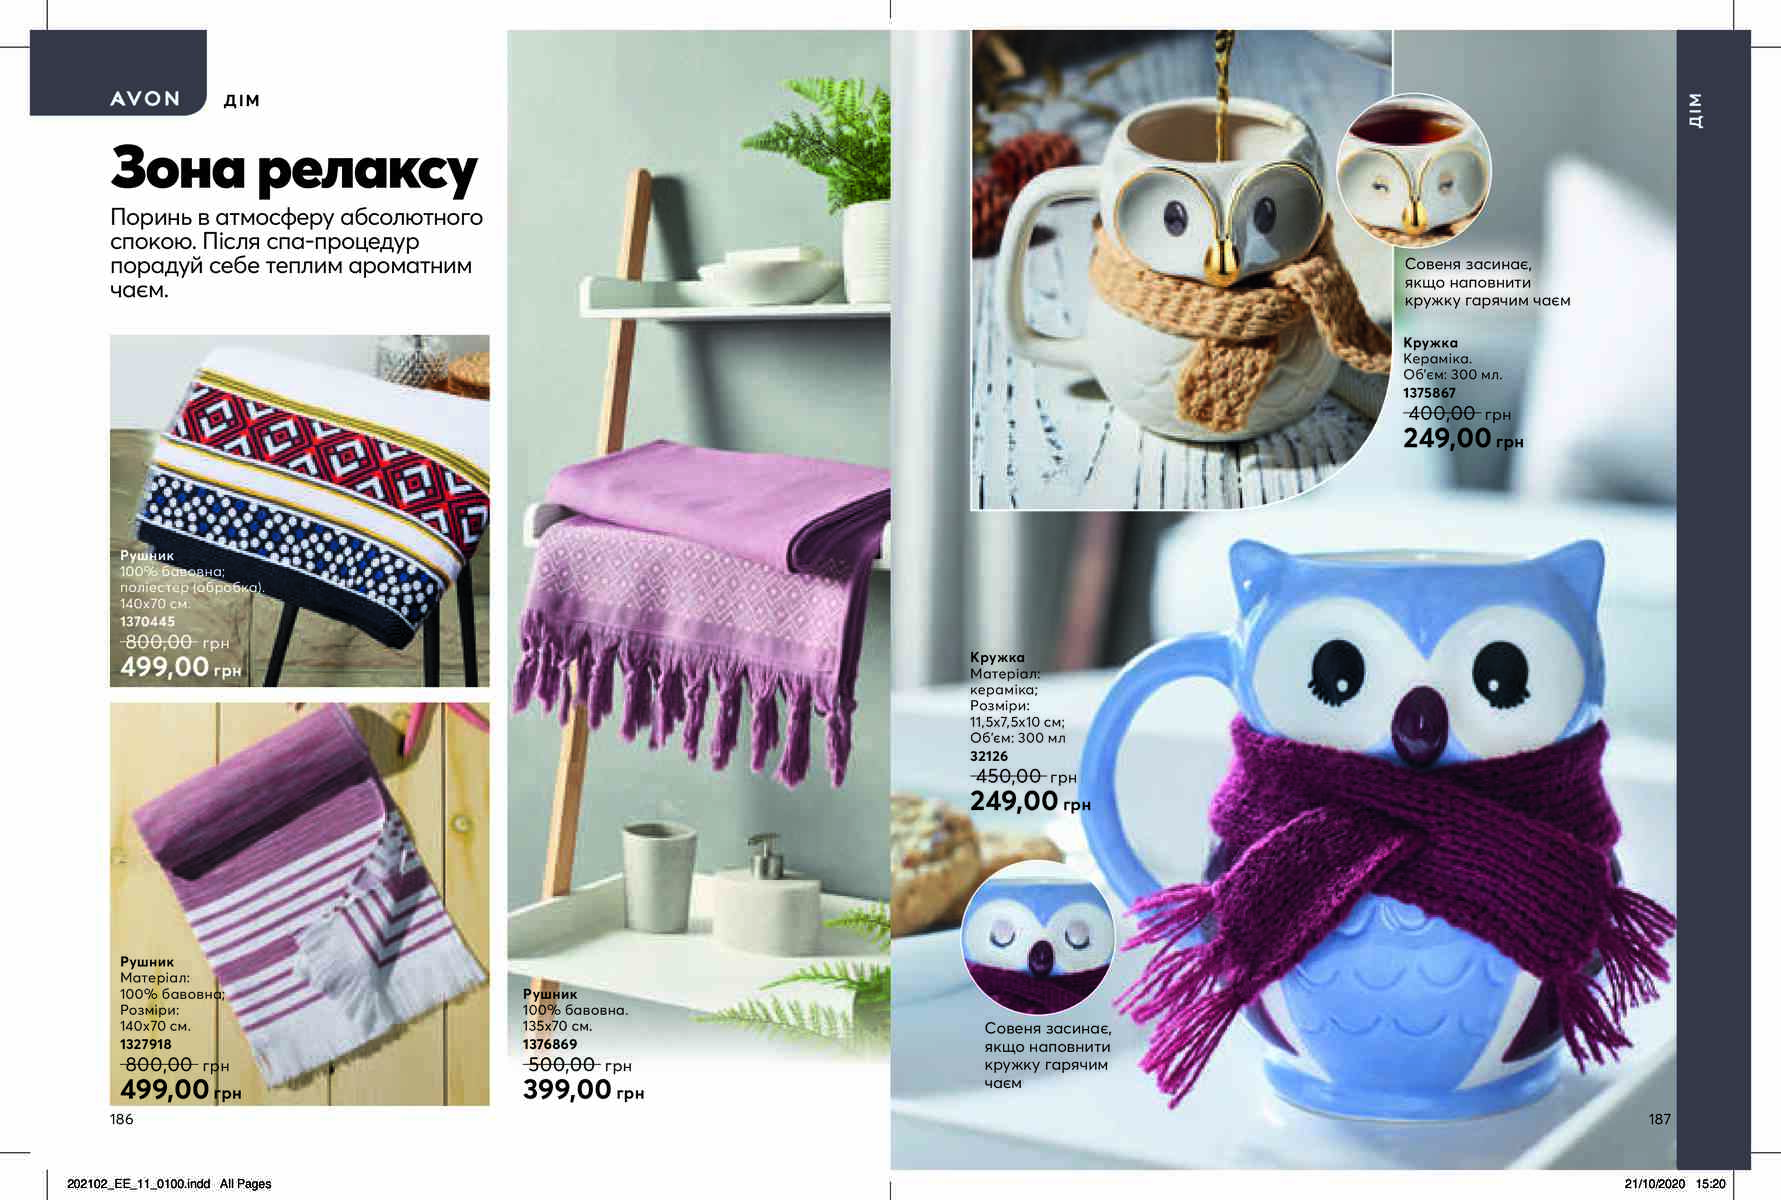 AVON
ДІМ
Зона релаксу
Поринь в атмосферу абсолютного
спокою. Після спа-процедур
порадуй себе теплим ароматним
чаєм.
Рушник
100% бавовна;
поліестер (обробка).
140х70 см.
1370445
800,00 грн
499,00 грн
Рушник
Матеріал:
100% бавовна;
Розміри:
140х70 см.
1327918
800,00 грн
499,00 грн
186
Рушник
100% бавовна.
135х70 см.
1376869
500,00 грн
399,00 грн
ДІМ
Совеня засинає,
якщо наповнити
кружку гарячим чаєм
Кружка
Кераміка.
Об'єм: 300 мл.
1375867
400,00 грн
249,00 грн
Кружка
Матеріал:
кераміка;
Розміри:
11,5х7,5х10 см;
Об'єм: 300 мл
32126
450,00 грн
249,00 грн
Совеня засинає,
якщо наповнити
кружку гарячим
чаєм
187
202102_EE_11_0100.indd All Pages
21/10/2020 15:20